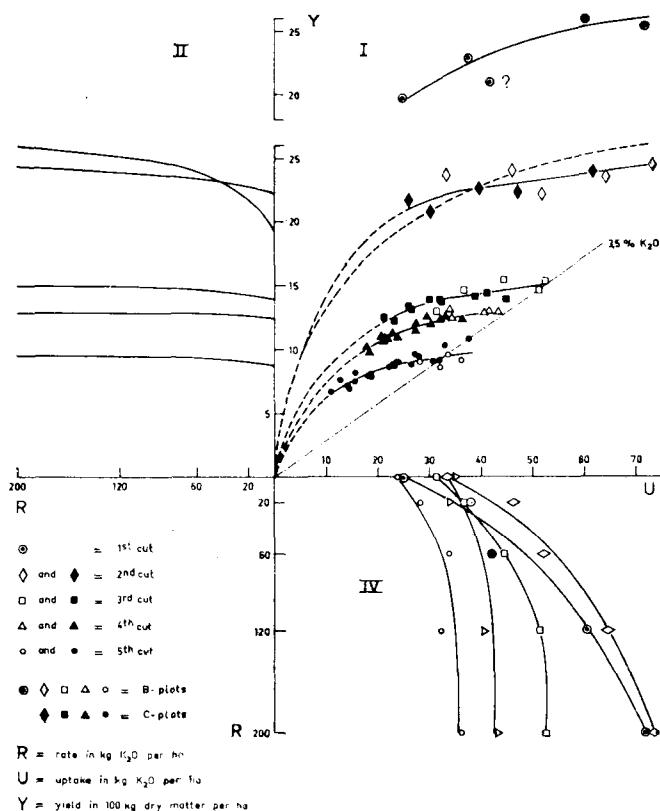 Y
II
I
25
20
?
25
20
15
10
5
3,5 % K₂O
200 120 60 10 20 30 40 50 60 70
R U
20
60
120
200
IV
R
= 1st cut
and = 2nd cut
and = 3rd cut
and = 4th cut
and = 5th cut
= B-plots
= C-plots
R = rate in kg K₂O per ha
U = uptake in kg K₂O per ha
Y = yield in 100 kg dry matter per ha